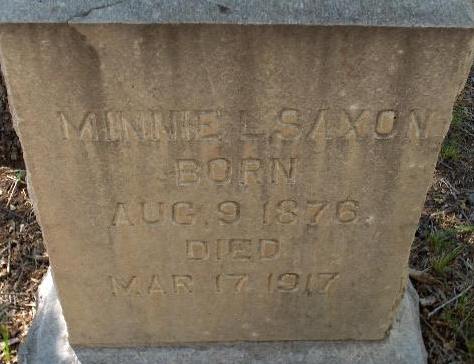 MINNIE L SAXON
BORN
AUG. 9 1876
DIED
MAR 17 1917